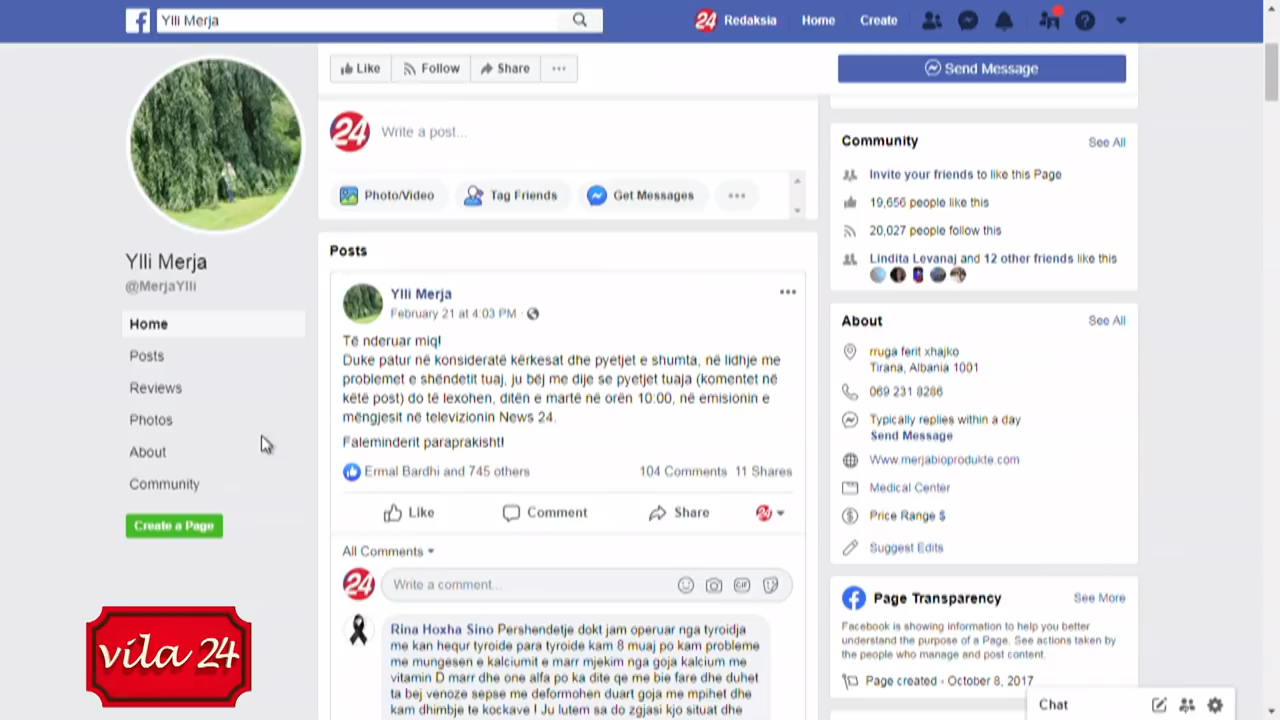 Ylli Merja
24 Redaksia Home Create
Like Follow Share
Send Message
24 Write a post...
Photo/Video Tag Friends Get Messages
Ylli Merja
@MerjaYlli
Home
Posts
Reviews
Photos
About
Community
Create a Page
Posts
Ylli Merja
February 21 at 4:03 PM
Të nderuar miq!
Duke patur në konsideratë kërkesat dhe pyetjet e shumta, në lidhje me
problemet e shëndetit tuaj, ju bëj me dije se pyetjet tuaja (komentet në
këtë post) do të lexohen, ditën e martë në orën 10:00, në emisionin e
mëngjesit në televizionin News 24.
Faleminderit paraprakisht!
Ermal Bardhi and 745 others 104 Comments 11 Shares
Like Comment Share 24
All Comments
24 Write a comment...
GIF
Rina Hoxha Sino Pershendetje dokt jam operuar nga tyroidja
me kan hequr tyroide para tyroide kam 8 muaj po kam probleme
me mungesen e kalciumit e marr mjekim nga goja kalcium me
vitamin D marr dhe one alfa po ka dite qe me bie fare dhe duhet
ta bej venoze sepse me deformohen duart goja me mpihet dhe
kam dhimbje te kockave ! Ju lutem sa do zgjasi kjo situat dhe
Community See All
Invite your friends to like this Page
19,656 people like this
20,027 people follow this
Lindita Levanaj and 12 other friends like this
About See All
rruga ferit xhajko
Tirana, Albania 1001
069 231 8286
Typically replies within a day
Send Message
Www.merjabioprodukte.com
Medical Center
Price Range $
Suggest Edits
Page Transparency See More
Facebook is showing information to help you better
understand the purpose of a Page. See actions taken by
the people who manage and post content.
Page created - October 8, 2017
Chat
vila 24